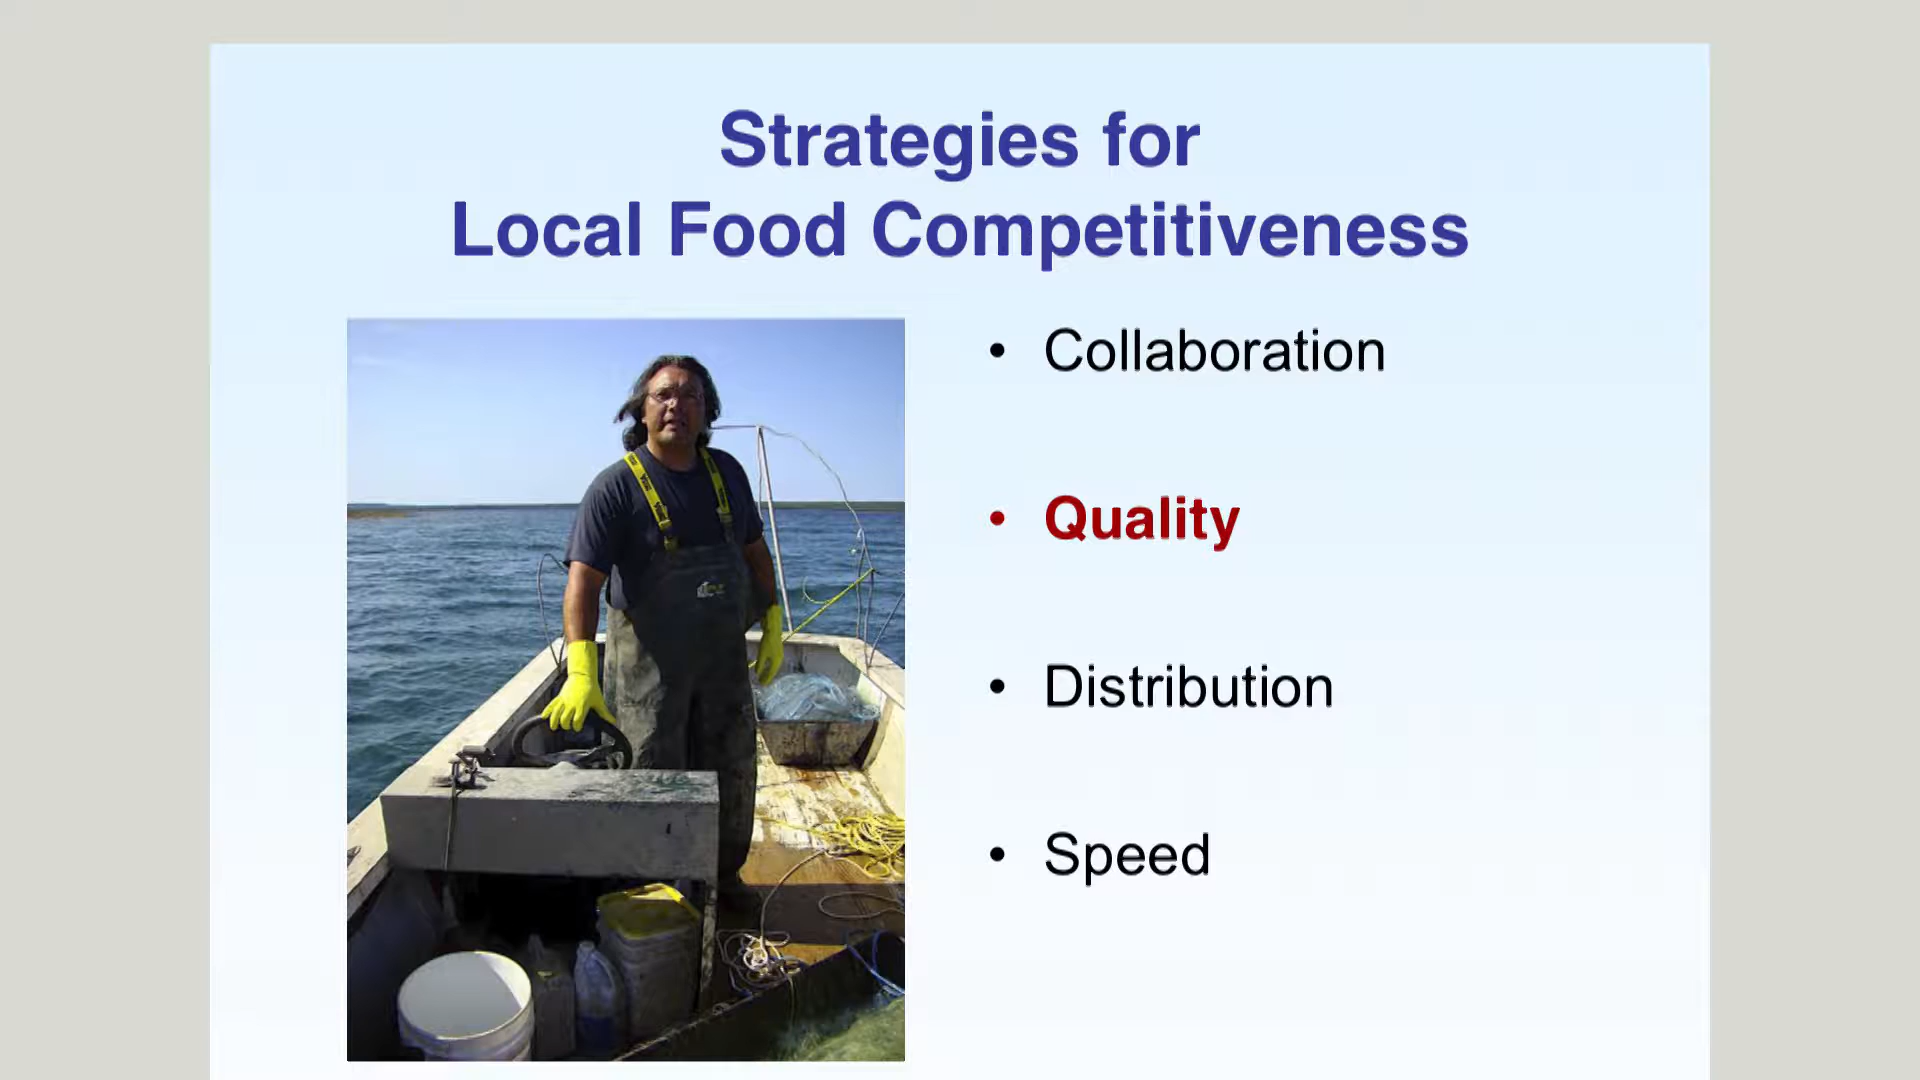 Strategies for
Local Food Competitiveness
• Collaboration
• Quality
• Distribution
• Speed